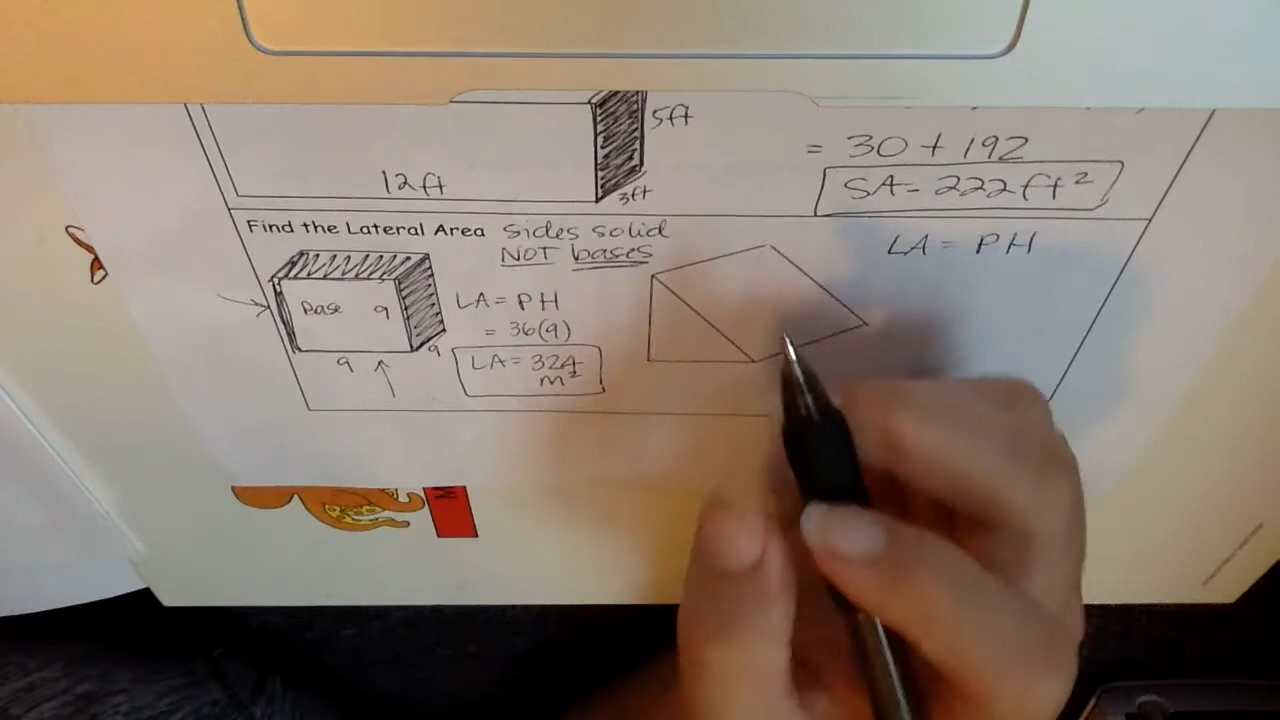 5ft
12ft
3ft
= 30 + 192
SA = 222ft²
Find the Lateral Area sides solid
NOT bases
Base 9
9
9
LA = PH
= 36(9)
LA = 324
m²
LA = PH
M